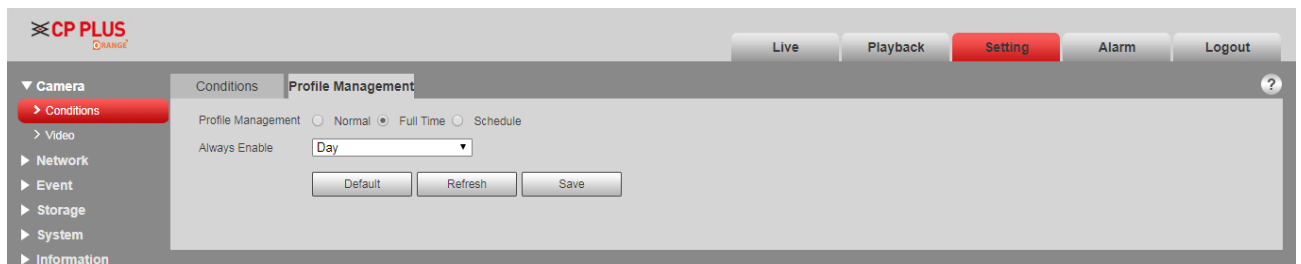 CP PLUS
ORANGE
Live Playback Setting Alarm Logout
Camera
Conditions
Video
Network
Event
Storage
System
Information
Conditions Profile Management
?
Profile Management Normal Full Time Schedule
Always Enable Day
Default Refresh Save